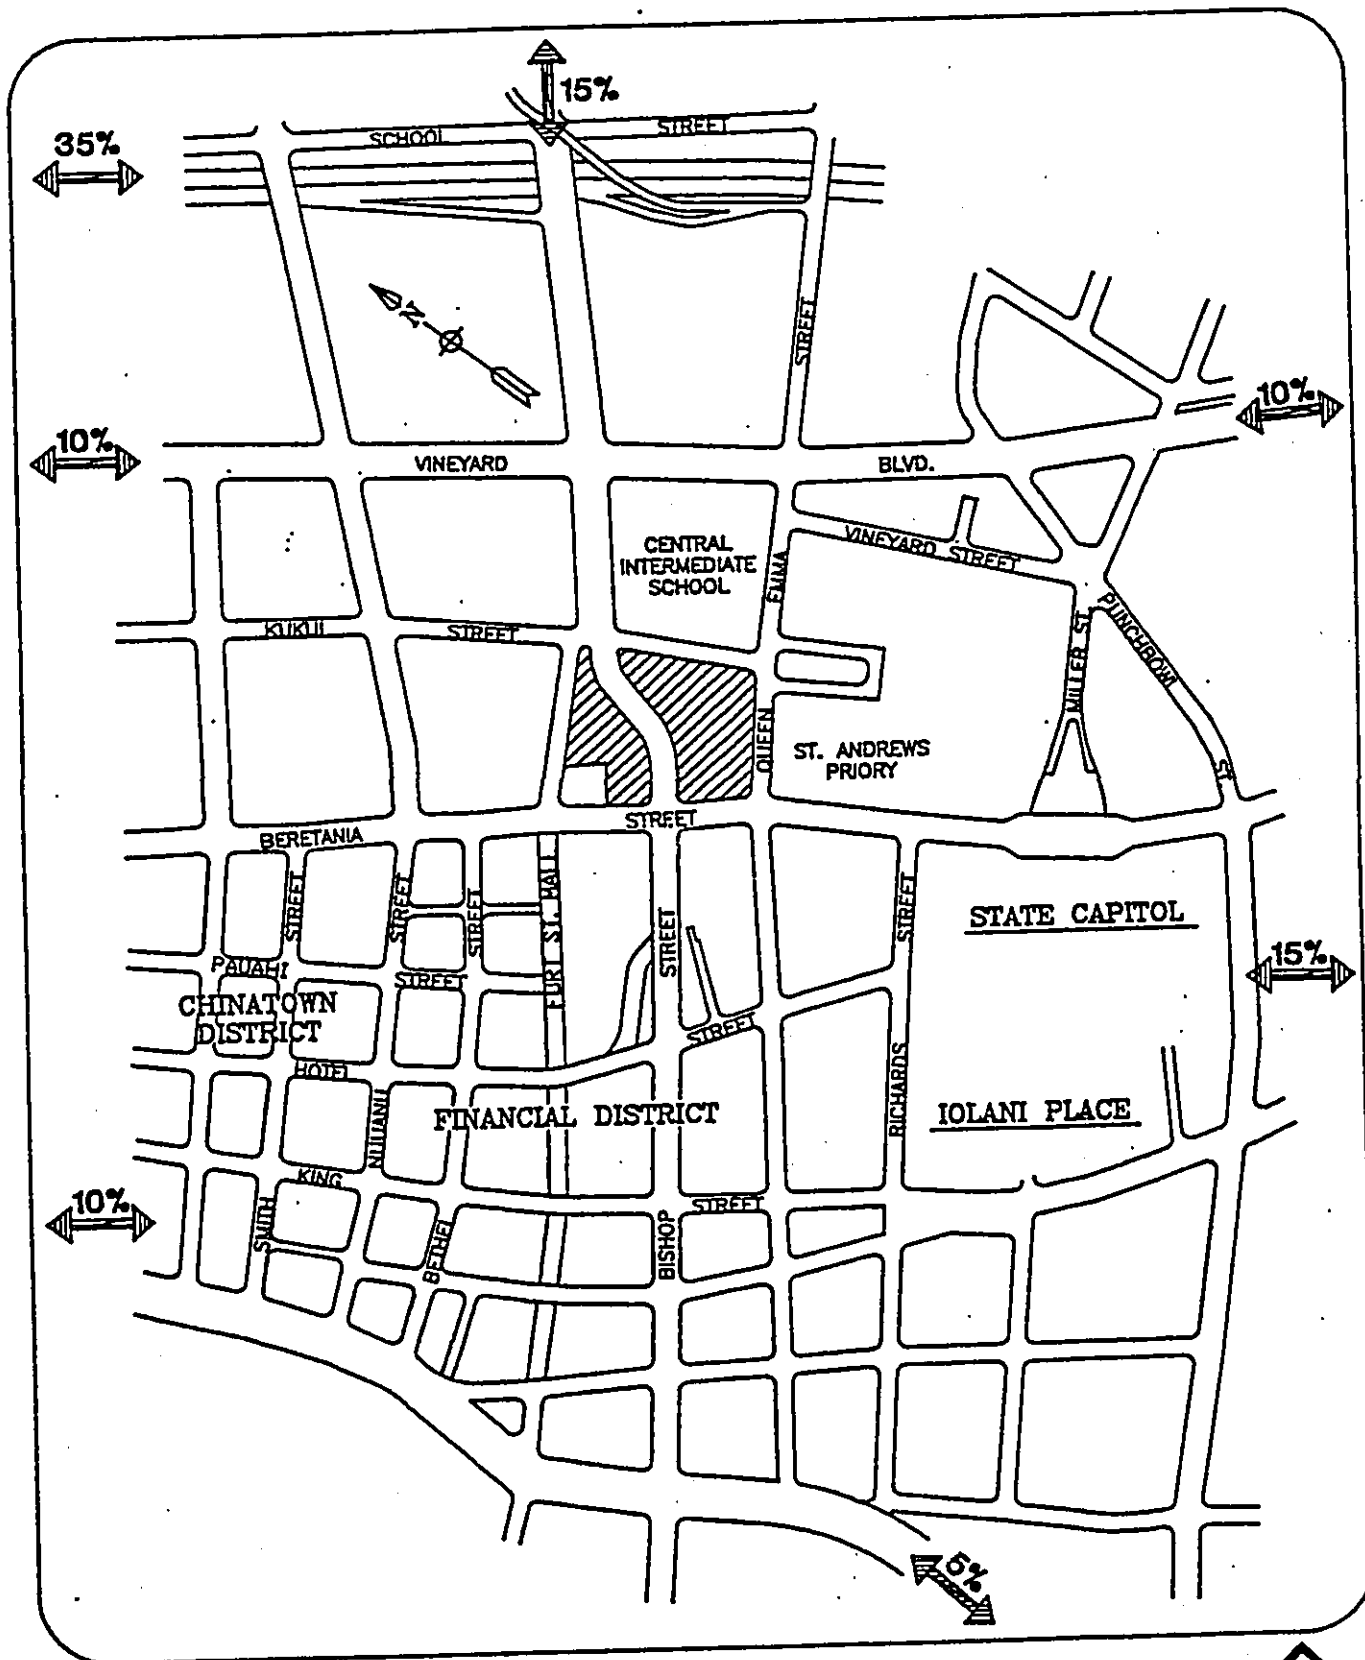 15%
35%
SCHOOL STREET
N
STREET
10%
10%
VINEYARD BLVD.
CENTRAL
INTERMEDIATE
SCHOOL
VINEYARD STREET
EMMA
KUKUI STREET
PUNCHBOWL
MILLER ST
QUEEN
ST. ANDREWS
PRIORY
ST
STREET
BERETANIA
STREET
STREET
STREET
FORT ST. MALL
STREET
STREET
STATE CAPITOL
PAUAHI STREET
15%
CHINATOWN
DISTRICT
STREET
HOTEL
RICHARDS
NUUANU
FINANCIAL DISTRICT
IOLANI PLACE
KING STREET
10%
SMITH
BETHEL
BISHOP
5%